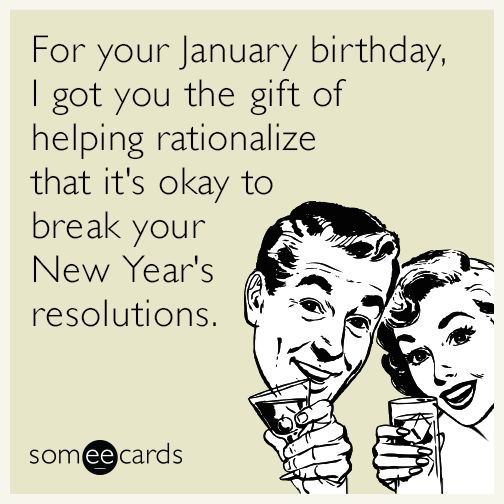 For your January birthday,
I got you the gift of
helping rationalize
that it's okay to
break your
New Year's
resolutions.
someecards